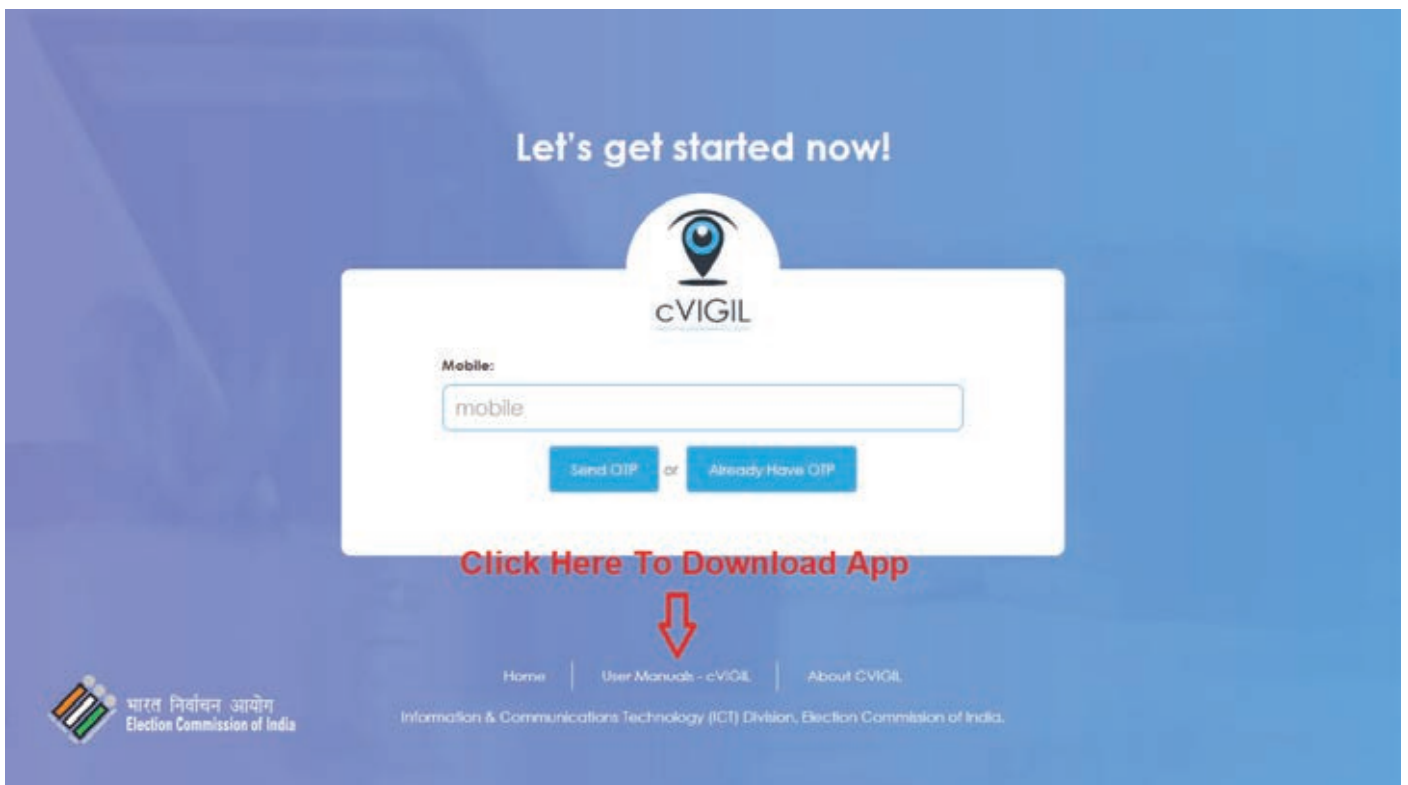 Let's get started now!
cVIGIL
Mobile:
mobile
Send OTP or Already Have OTP
Click Here To Download App
Home | User Manuals - cVIGIL | About CVIGIL
भारत निर्वाचन आयोग
Election Commission of India
Information & Communications Technology (ICT) Division, Election Commission of India.